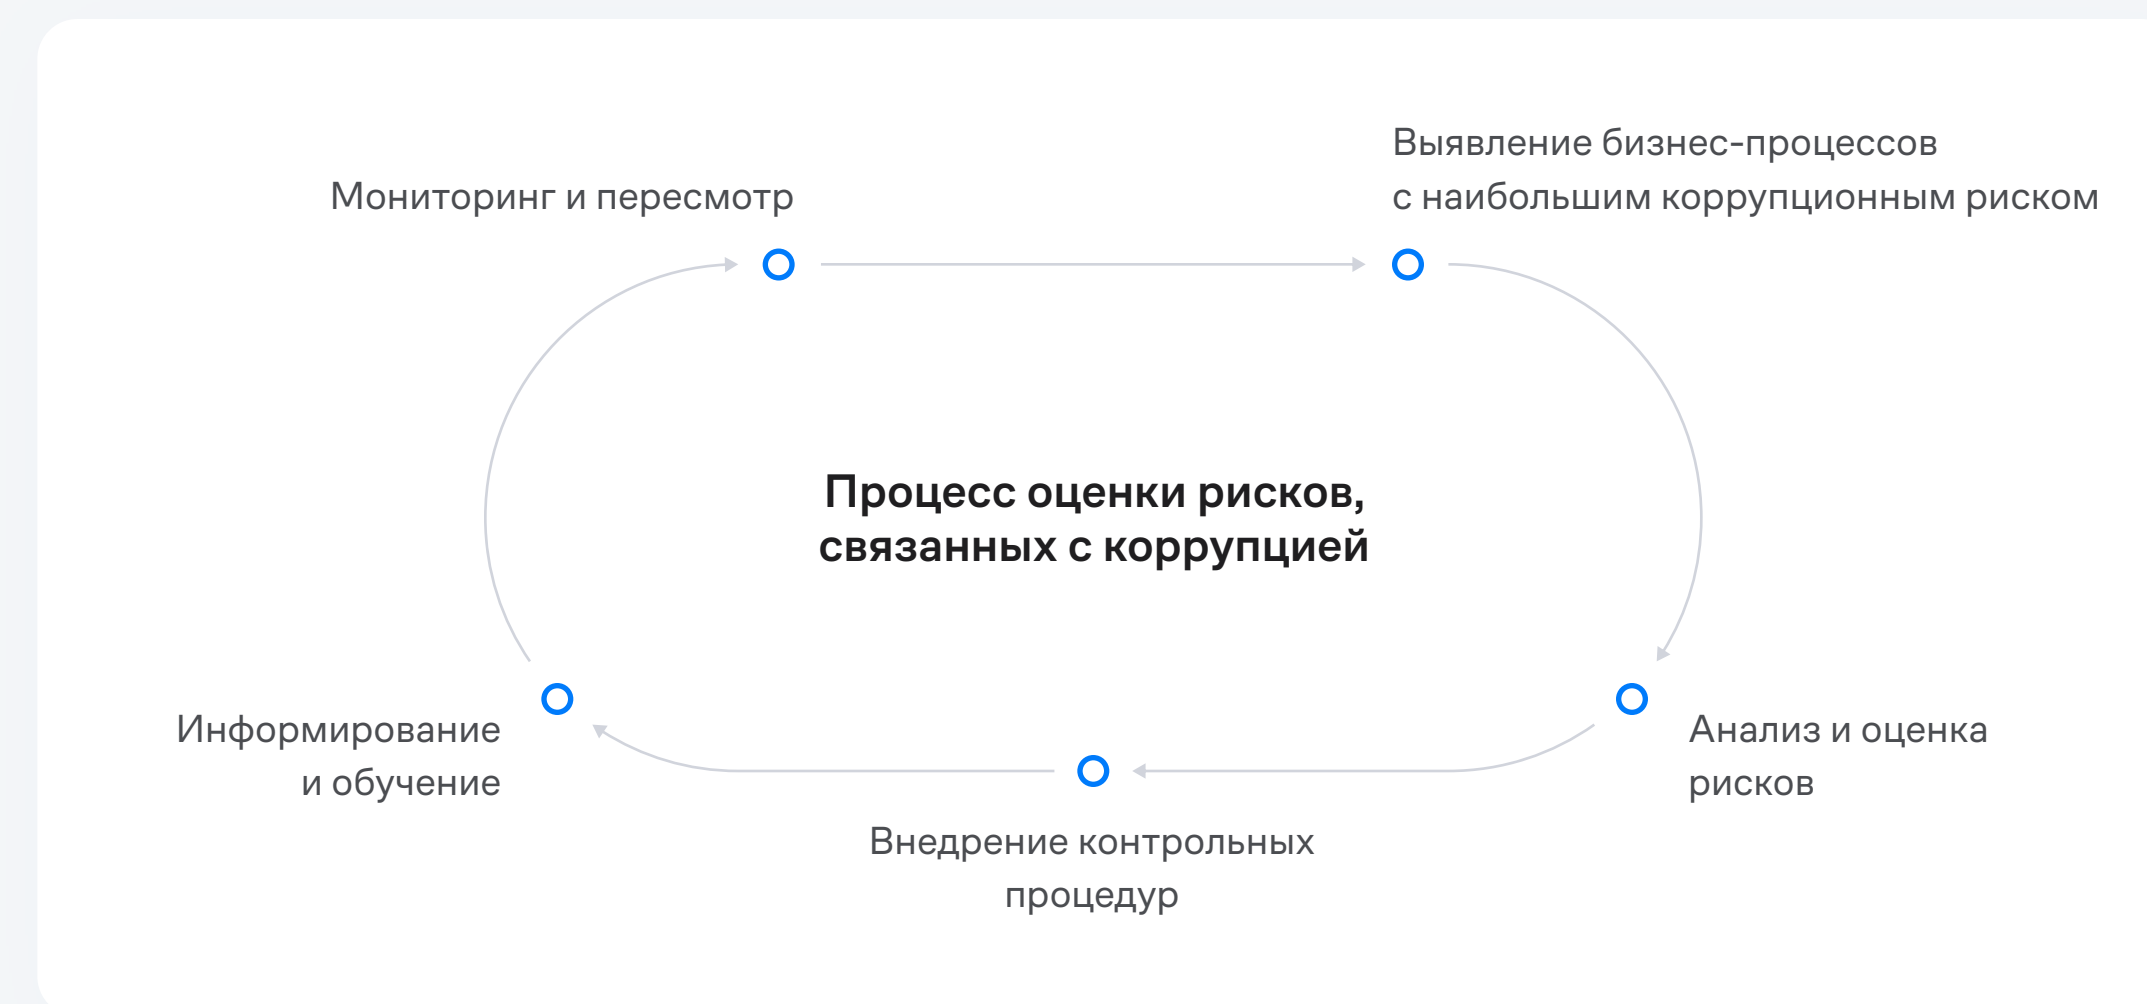 Выявление бизнес-процессов
с наибольшим коррупционным риском
Мониторинг и пересмотр
Процесс оценки рисков,
связанных с коррупцией
Информирование
и обучение
Анализ и оценка
рисков
Внедрение контрольных
процедур